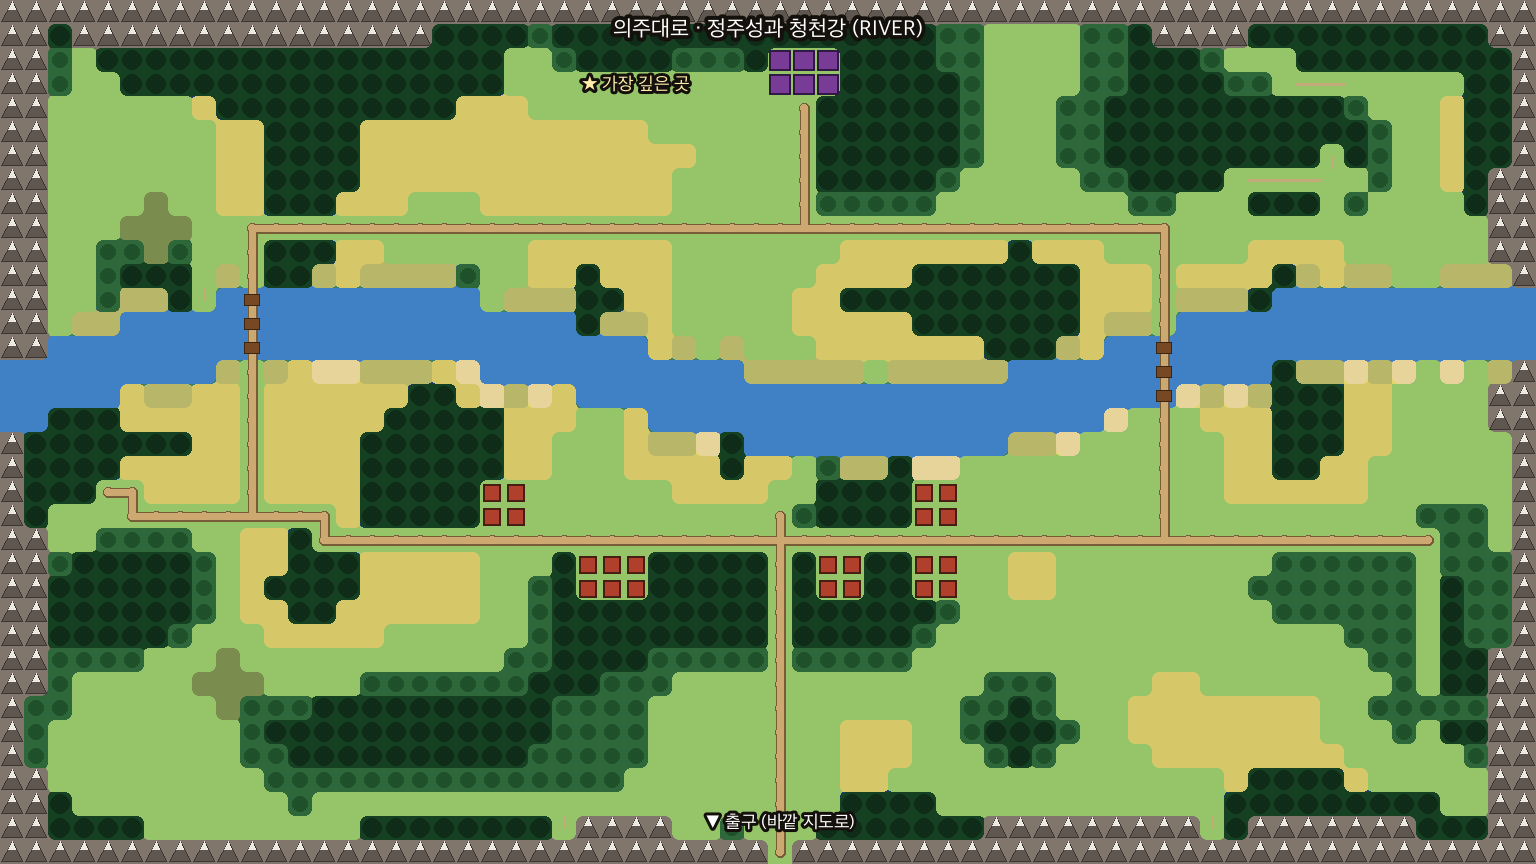 의주대로 · 정주성과 청천강 (RIVER)
★ 가장 깊은 곳
▼ 출구 (바깥 지도로)